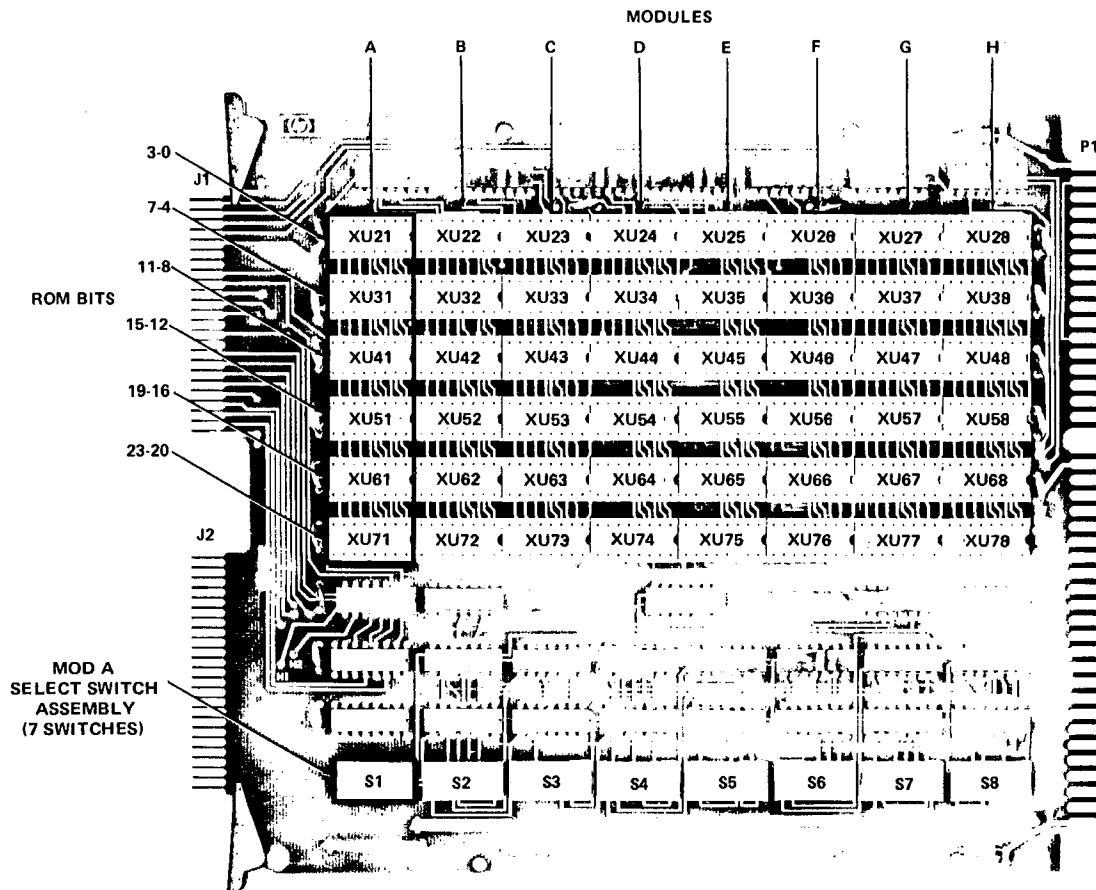 MODULES
A B C D E F G H
3-0
J1
P1
7-4
XU21 XU22 XU23 XU24 XU25 XU26 XU27 XU28
11-8
ROM BITS
XU31 XU32 XU33 XU34 XU35 XU36 XU37 XU38
15-12
XU41 XU42 XU43 XU44 XU45 XU46 XU47 XU48
19-16
XU51 XU52 XU53 XU54 XU55 XU56 XU57 XU58
23-20
XU61 XU62 XU63 XU64 XU65 XU66 XU67 XU68
J2
XU71 XU72 XU73 XU74 XU75 XU76 XU77 XU78
MOD A
SELECT SWITCH
ASSEMBLY
(7 SWITCHES)
S1 S2 S3 S4 S5 S6 S7 S8